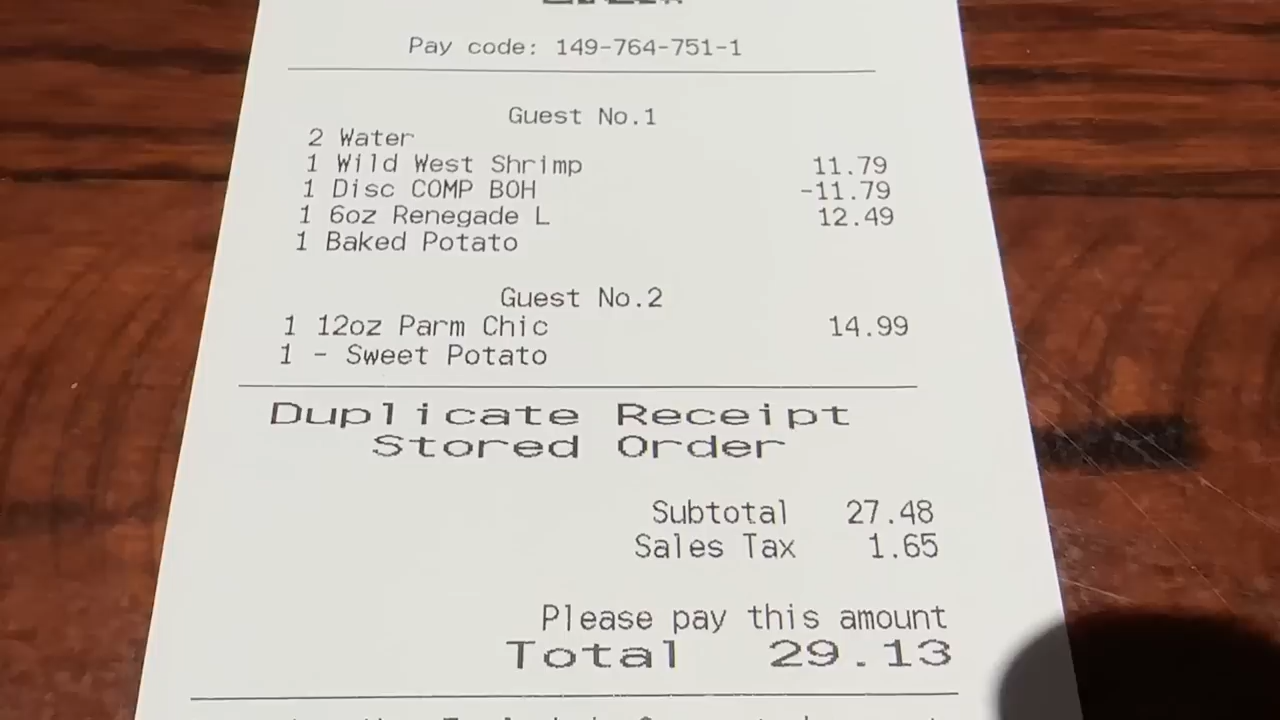 Pay code: 149-764-751-1
Guest No.1
2 Water
1 Wild West Shrimp 11.79
1 Disc COMP BOH -11.79
1 6oz Renegade L 12.49
1 Baked Potato
Guest No.2
1 12oz Parm Chic 14.99
1 - Sweet Potato
Duplicate Receipt
Stored Order
Subtotal 27.48
Sales Tax 1.65
Please pay this amount
Total 29.13